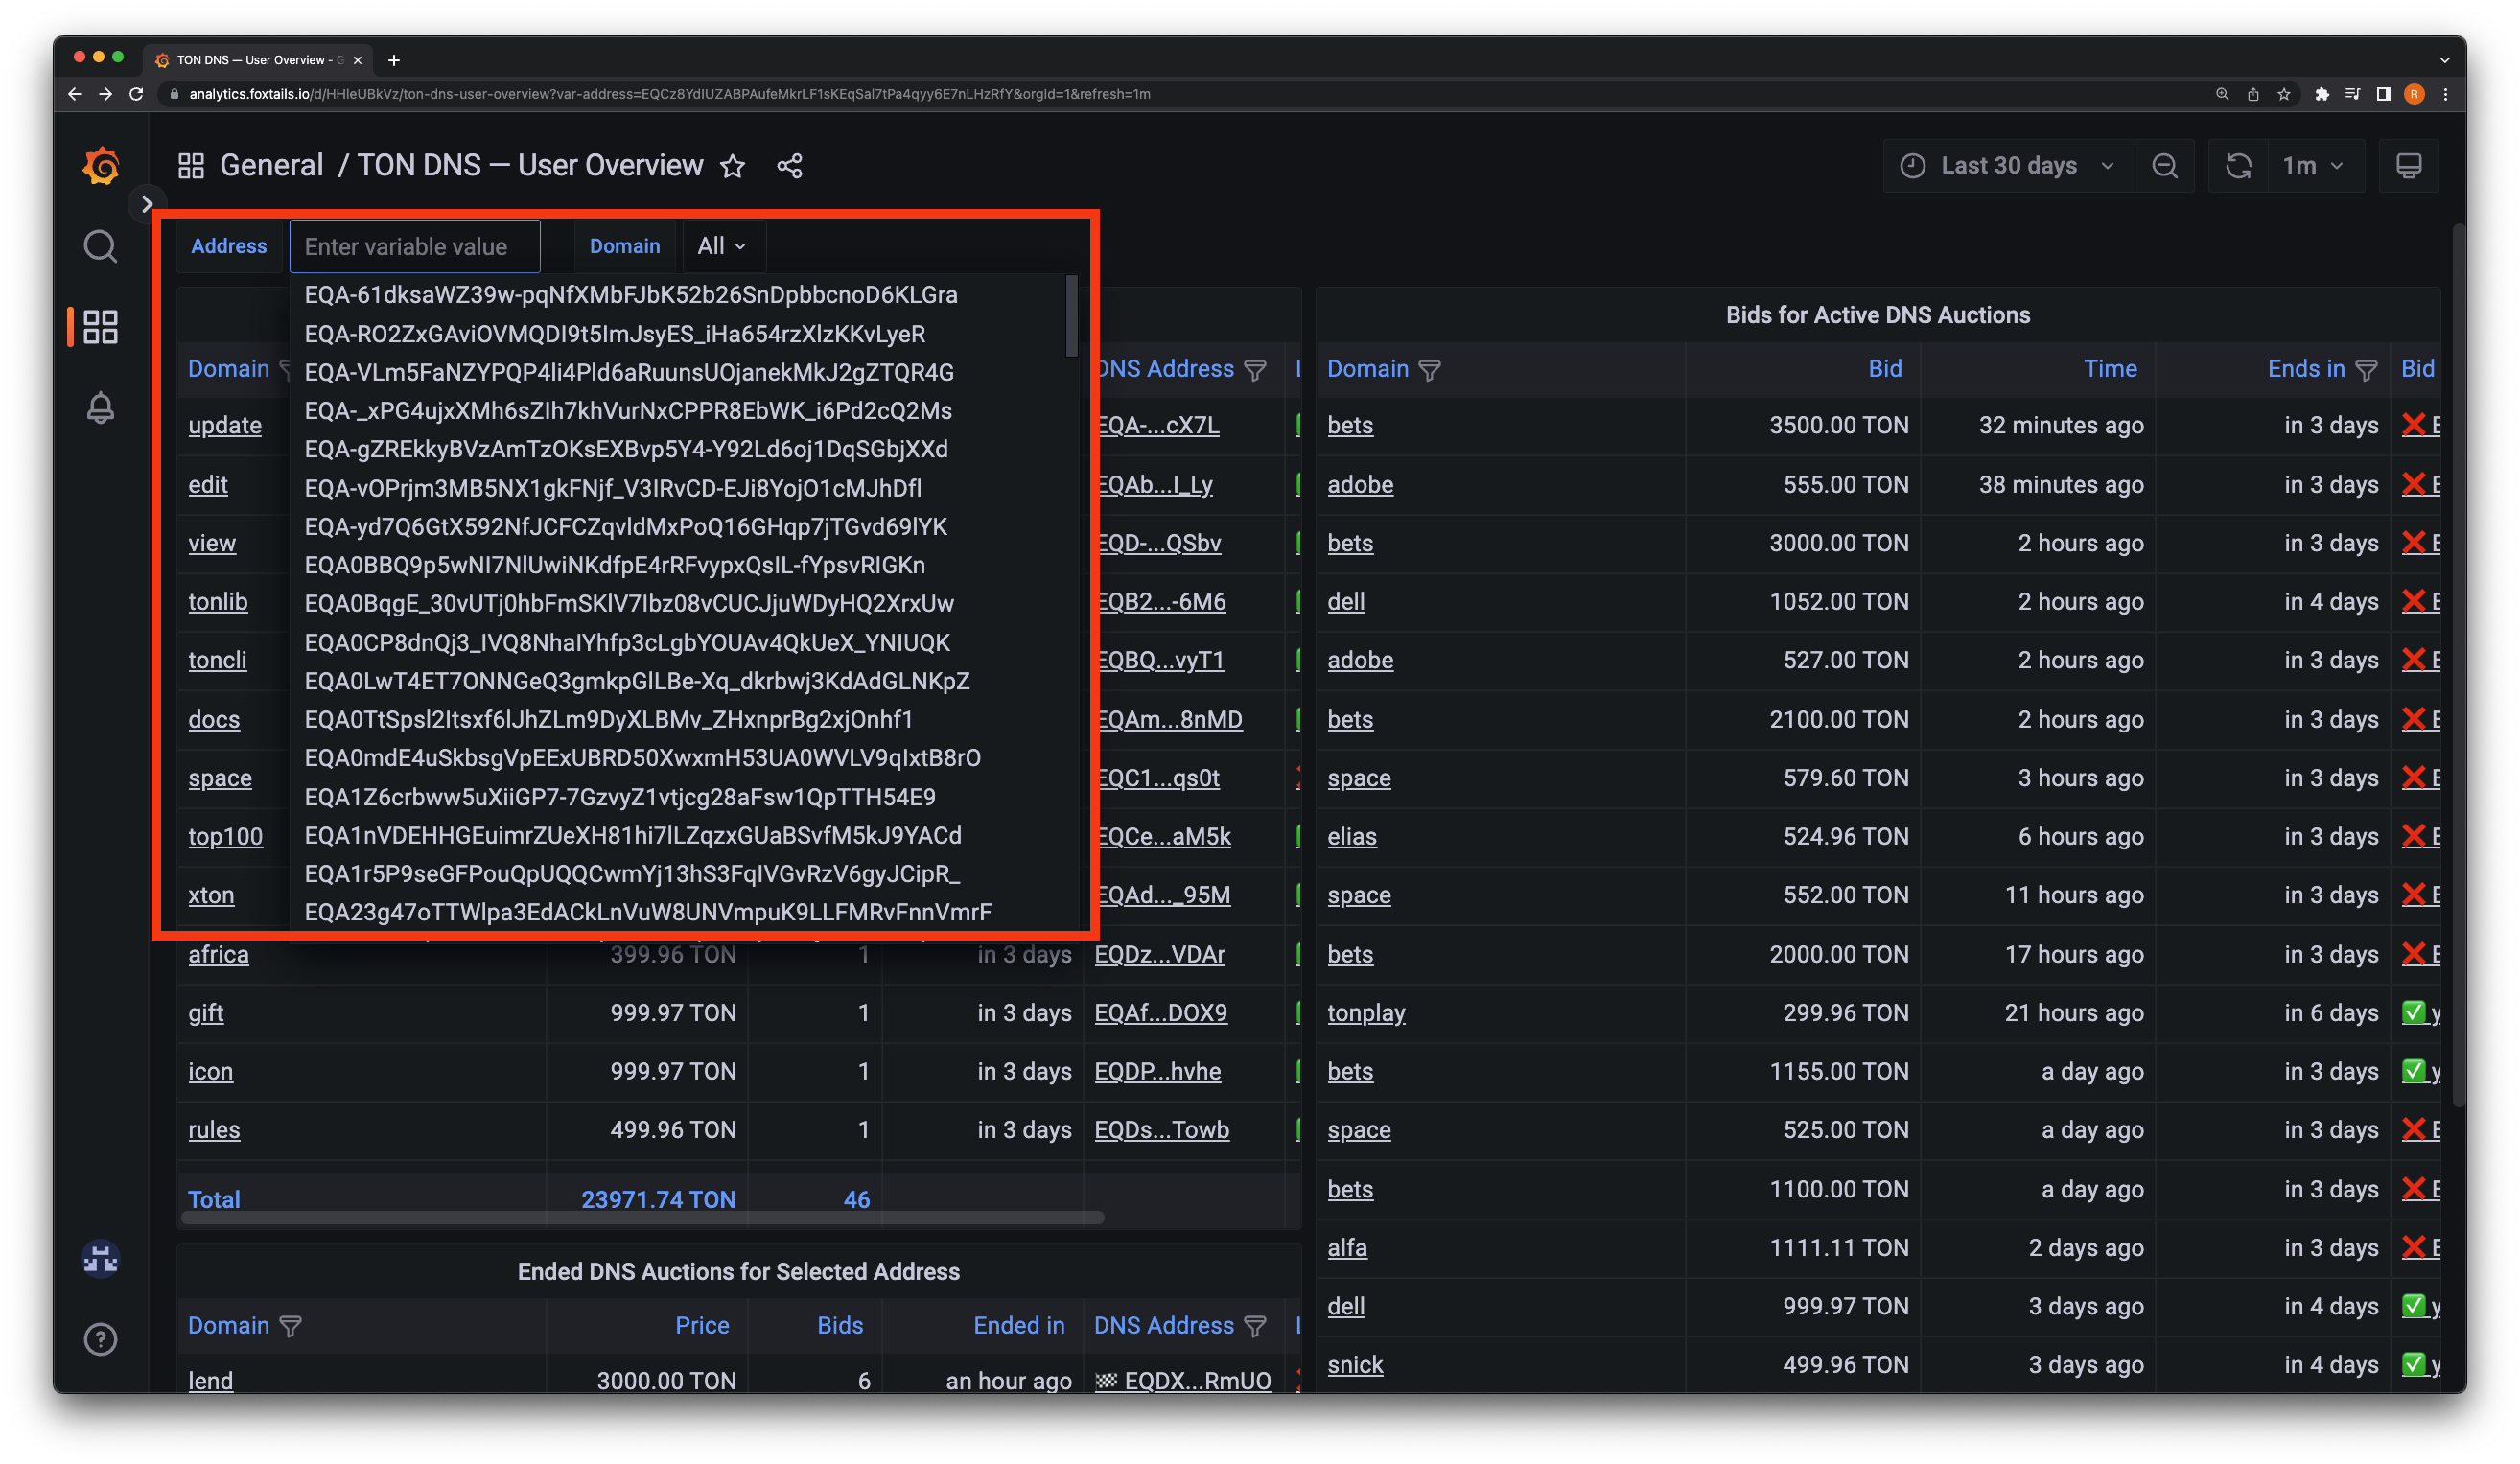 TON DNS — User Overview - G
analytics.foxtails.io/d/HHIeUBkVz/ton-dns-user-overview?var-address=EQCz8YdIUZABPAufeMkrLF1sKEqSal7tPa4qyy6E7nLHzRfY&orgId=1&refresh=1m
R
General / TON DNS — User Overview
Last 30 days
1m
Address
Enter variable value
Domain
All
EQA-61dksaWZ39w-pqNfXMbFJbK52b26SnDpbbcnoD6KLGra
EQA-RO2ZxGAviOVMQDI9t5ImJsyES_iHa654rzXlzKKvLyeR
EQA-VLm5FaNZYPQP4li4Pld6aRuunsUOjanekMkJ2gZTQR4G
EQA-_xPG4ujxXMh6sZIh7khVurNxCPPR8EbWK_i6Pd2cQ2Ms
EQA-gZREkkyBVzAmTzOKsEXBvp5Y4-Y92Ld6oj1DqSGbjXXd
EQA-vOPrjm3MB5NX1gkFNjf_V3IRvCD-EJi8YojO1cMJhDfl
EQA-yd7Q6GtX592NfJCFCZqvldMxPoQ16GHqp7jTGvd69lYK
EQA0BBQ9p5wNI7NlUwiNKdfpE4rRFvypxQsIL-fYpsvRIGKn
EQA0BqgE_30vUTj0hbFmSKlV7Ibz08vCUCJjuWDyHQ2XrxUw
EQA0CP8dnQj3_IVQ8NhaIYhfp3cLgbYOUAv4QkUeX_YNIUQK
EQA0LwT4ET7ONNGeQ3gmkpGlLBe-Xq_dkrbwj3KdAdGLNKpZ
EQA0TtSpsl2Itsxf6lJhZLm9DyXLBMv_ZHxnprBg2xjOnhf1
EQA0mdE4uSkbsgVpEExUBRD50XwxmH53UA0WVLV9qIxtB8rO
EQA1Z6crbww5uXiiGP7-7GzvyZ1vtjcg28aFsw1QpTTH54E9
EQA1nVDEHHGEuimrZUeXH81hi7lLZqzxGUaBSvfM5kJ9YACd
EQA1r5P9seGFPouQpUQQCwmYj13hS3FqIVGvRzV6gyJCipR_
EQA23g47oTTWlpa3EdACkLnVuW8UNVmpuK9LLFMRvFnnVmrF
Domain DNS Address
update EQA-...cX7L
edit EQAb...I_Ly
view EQD-...QSbv
tonlib EQB2...-6M6
toncli EQBQ...vyT1
docs EQAm...8nMD
space EQC1...qs0t
top100 EQCe...aM5k
xton EQAd..._95M
africa 399.96 TON 1 in 3 days EQDz...VDAr
gift 999.97 TON 1 in 3 days EQAf...DOX9
icon 999.97 TON 1 in 3 days EQDP...hvhe
rules 499.96 TON 1 in 3 days EQDs...Towb
Total 23971.74 TON 46
Ended DNS Auctions for Selected Address
Domain Price Bids Ended in DNS Address
lend 3000.00 TON 6 an hour ago EQDX...RmUO
Bids for Active DNS Auctions
Domain Bid Time Ends in Bid
bets 3500.00 TON 32 minutes ago in 3 days
adobe 555.00 TON 38 minutes ago in 3 days
bets 3000.00 TON 2 hours ago in 3 days
dell 1052.00 TON 2 hours ago in 4 days
adobe 527.00 TON 2 hours ago in 3 days
bets 2100.00 TON 2 hours ago in 3 days
space 579.60 TON 3 hours ago in 3 days
elias 524.96 TON 6 hours ago in 3 days
space 552.00 TON 11 hours ago in 3 days
bets 2000.00 TON 17 hours ago in 3 days
tonplay 299.96 TON 21 hours ago in 6 days
bets 1155.00 TON a day ago in 3 days
space 525.00 TON a day ago in 3 days
bets 1100.00 TON a day ago in 3 days
alfa 1111.11 TON 2 days ago in 3 days
dell 999.97 TON 3 days ago in 4 days
snick 499.96 TON 3 days ago in 4 days